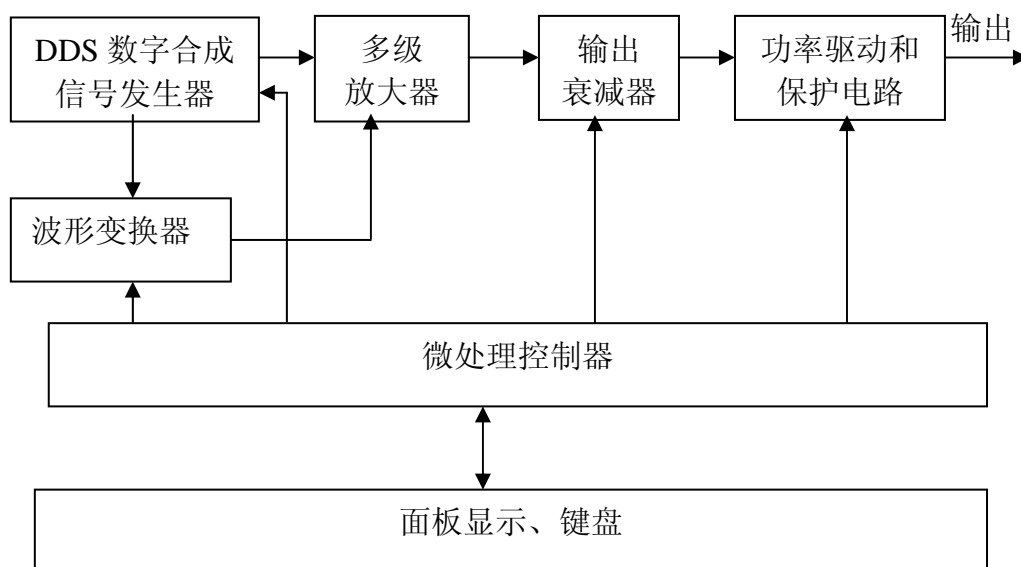 DDS 数字合成
信号发生器
多级
放大器
输出
衰减器
功率驱动和
保护电路
输出
波形变换器
微处理控制器
面板显示、键盘